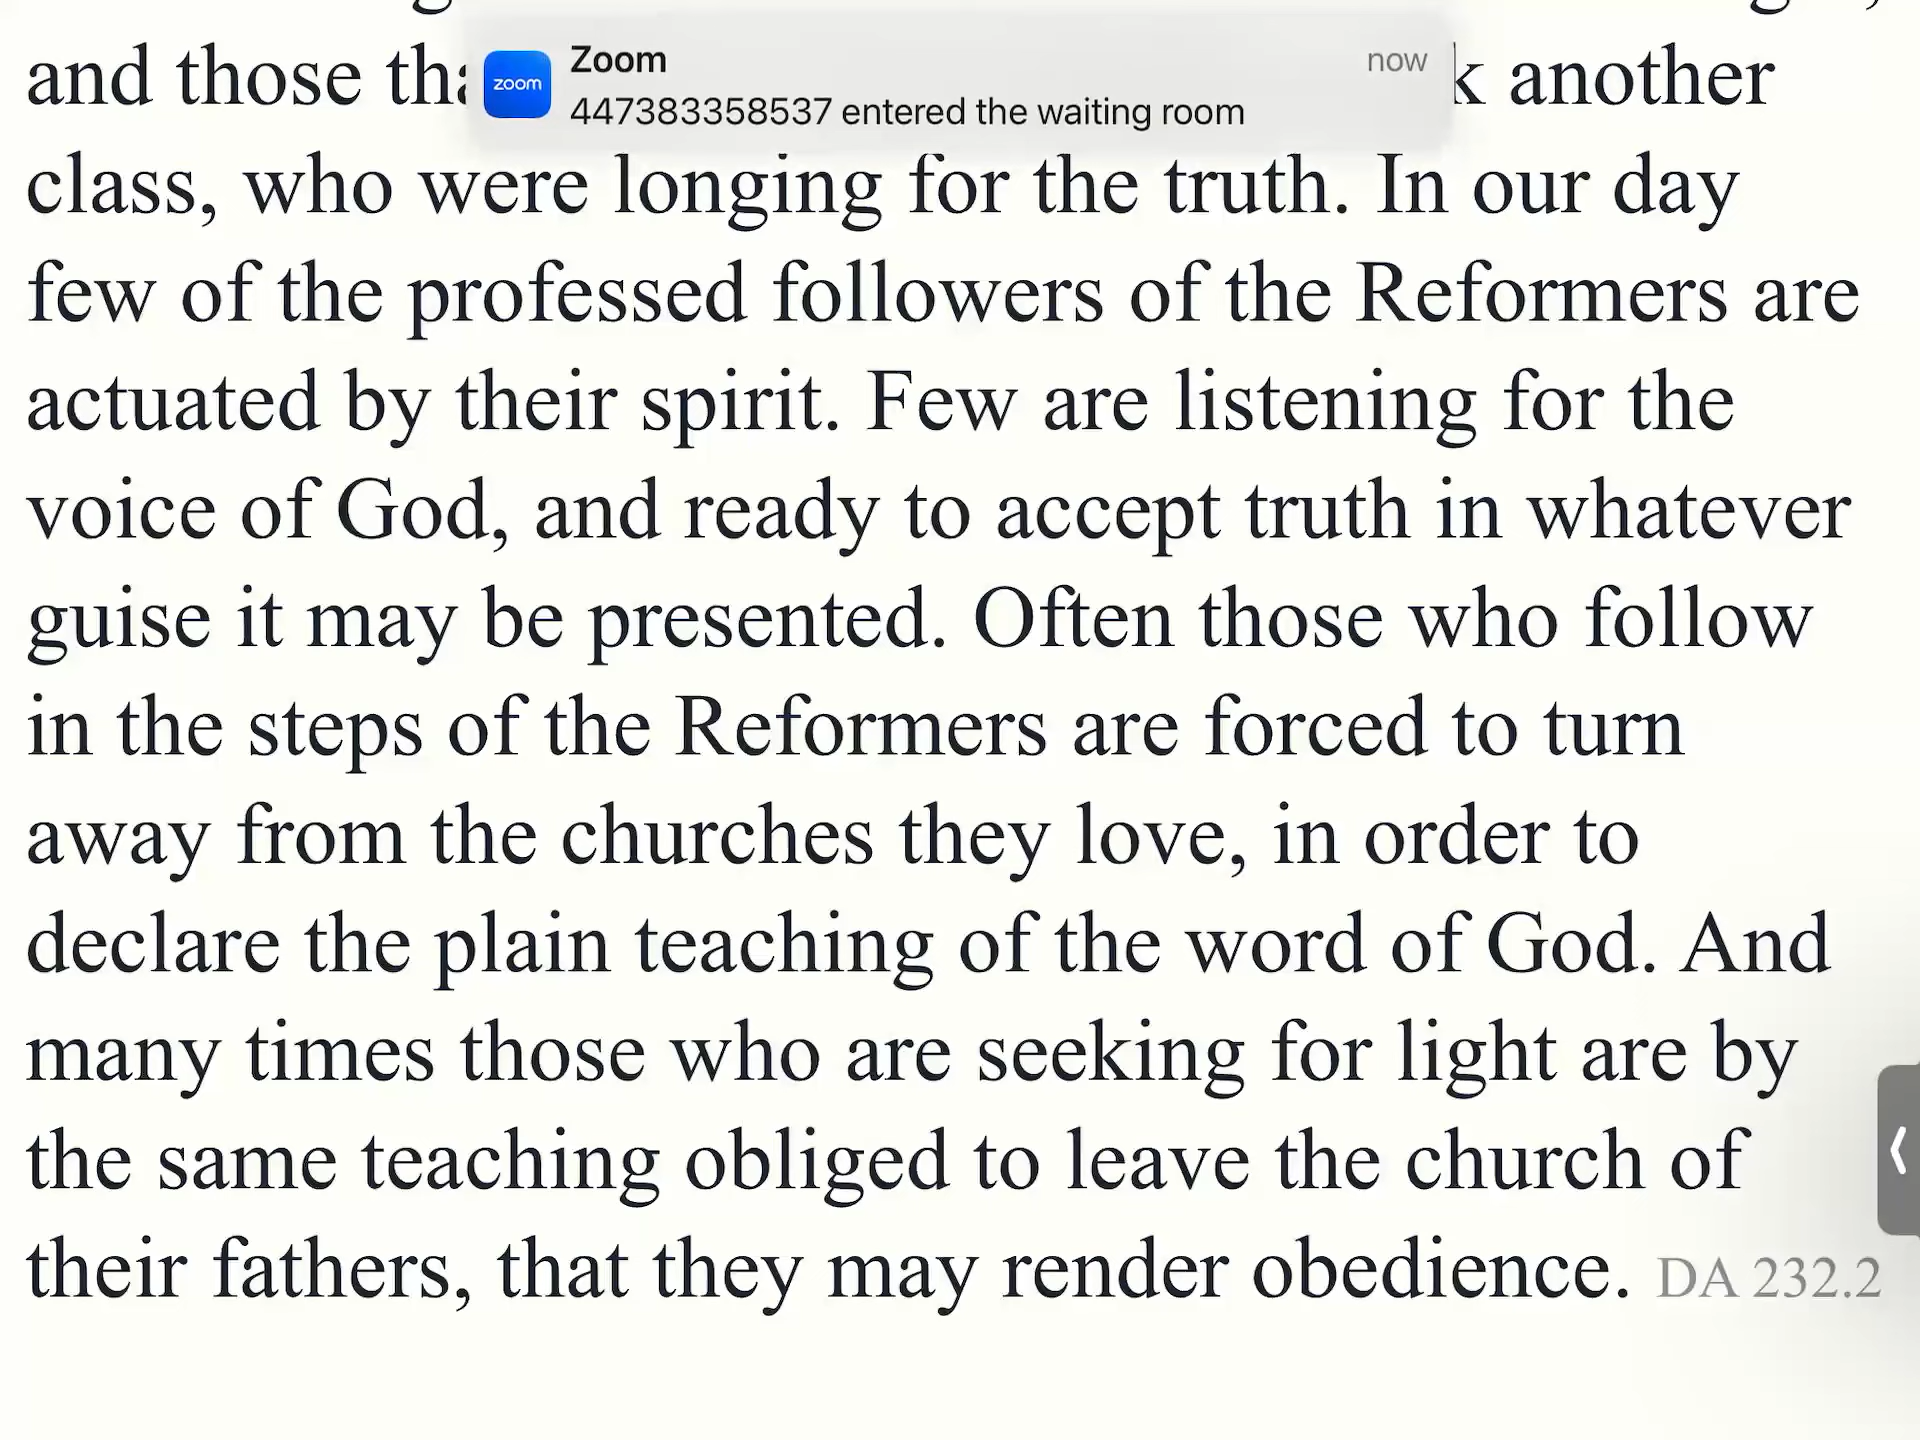 Zoom
now
zoom
447383358537 entered the waiting room
and those another
class, who were longing for the truth. In our day
few of the professed followers of the Reformers are
actuated by their spirit. Few are listening for the
voice of God, and ready to accept truth in whatever
guise it may be presented. Often those who follow
in the steps of the Reformers are forced to turn
away from the churches they love, in order to
declare the plain teaching of the word of God. And
many times those who are seeking for light are by
the same teaching obliged to leave the church of
their fathers, that they may render obedience. DA 232.2